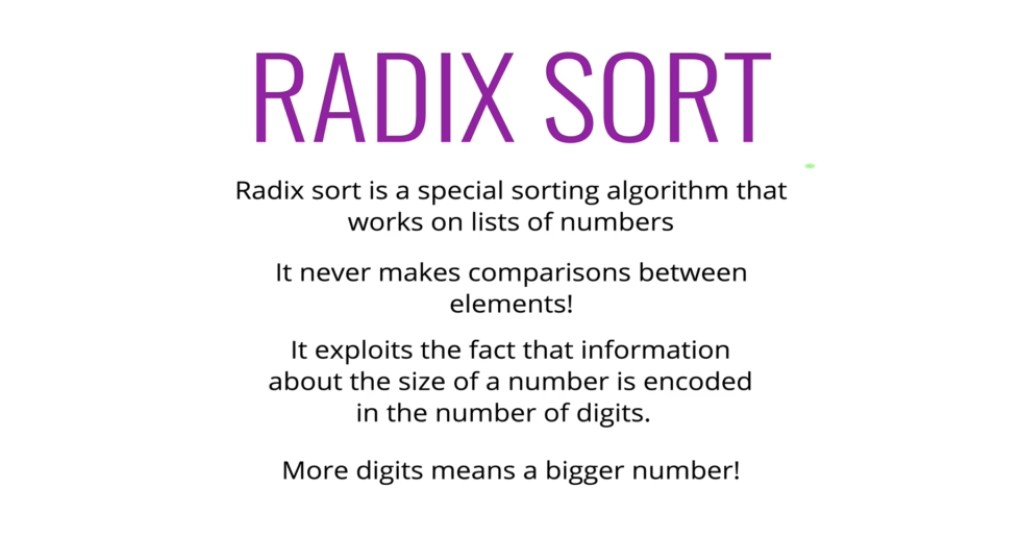 RADIX SORT
Radix sort is a special sorting algorithm that
works on lists of numbers
It never makes comparisons between
elements!
It exploits the fact that information
about the size of a number is encoded
in the number of digits.
More digits means a bigger number!